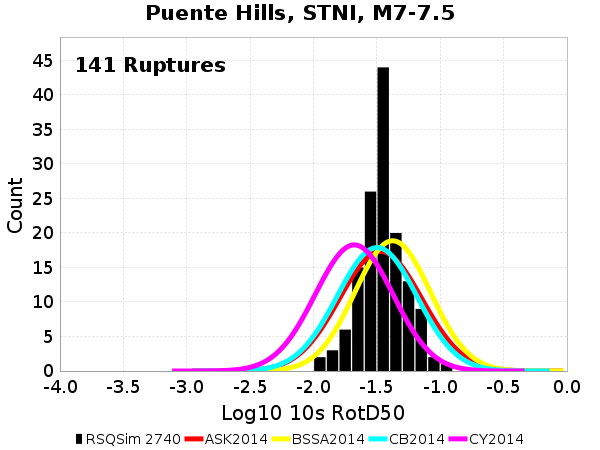 Puente Hills, STNI, M7-7.5
141 Ruptures
Count
45
40
35
30
25
20
15
10
5
0
-4.0 -3.5 -3.0 -2.5 -2.0 -1.5 -1.0 -0.5 0.0
Log10 10s RotD50
RSQSim 2740 ASK2014 BSSA2014 CB2014 CY2014